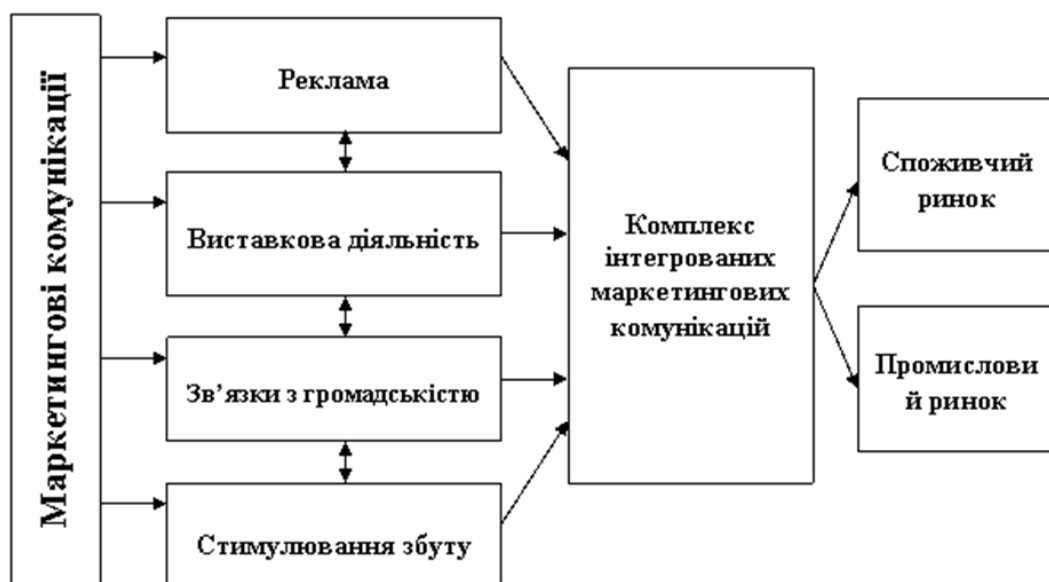 Маркетингові комунікації
Реклама
Виставкова діяльність
Зв’язки з громадськістю
Стимулювання збуту
Комплекс
інтегрованих
маркетингових
комунікацій
Споживчий
ринок
Промислови
й ринок